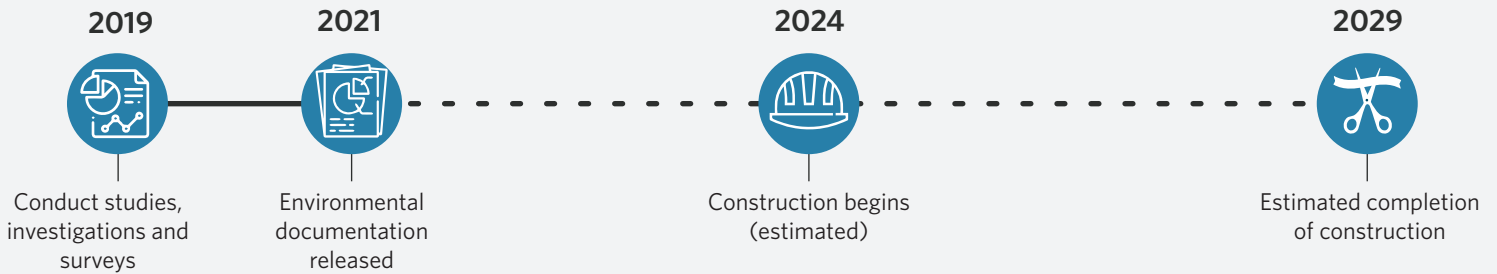 2019
2021
2024
2029
Conduct studies,
investigations and
surveys
Environmental
documentation
released
Construction begins
(estimated)
Estimated completion
of construction